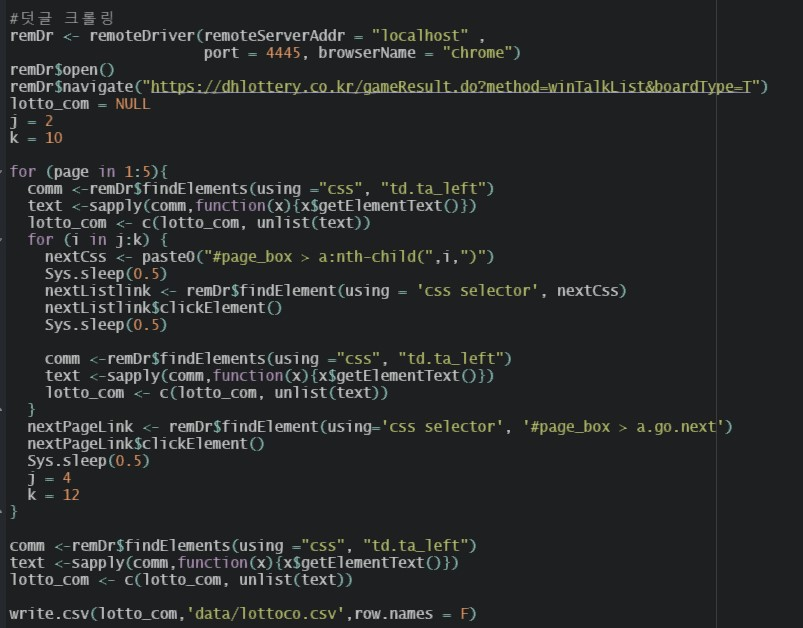 #덧글 크롤링
remDr <- remoteDriver(remoteServerAddr = "localhost" ,
port = 4445, browserName = "chrome")
remDr$open()
remDr$navigate("https://dhlottery.co.kr/gameResult.do?method=winTalkList&boardType=T")
lotto_com = NULL
j = 2
k = 10
for (page in 1:5){
comm <-remDr$findElements(using ="css", "td.ta_left")
text <-sapply(comm,function(x){x$getElementText()})
lotto_com <- c(lotto_com, unlist(text))
for (i in j:k) {
nextCss <- paste0("#page_box > a:nth-child(",i,")")
Sys.sleep(0.5)
nextListlink <- remDr$findElement(using = 'css selector', nextCss)
nextListlink$clickElement()
Sys.sleep(0.5)
comm <-remDr$findElements(using ="css", "td.ta_left")
text <-sapply(comm,function(x){x$getElementText()})
lotto_com <- c(lotto_com, unlist(text))
}
nextPageLink <- remDr$findElement(using='css selector', '#page_box > a.go.next')
nextPageLink$clickElement()
Sys.sleep(0.5)
j = 4
k = 12
}
comm <-remDr$findElements(using ="css", "td.ta_left")
text <-sapply(comm,function(x){x$getElementText()})
lotto_com <- c(lotto_com, unlist(text))
write.csv(lotto_com,'data/lottoco.csv',row.names = F)